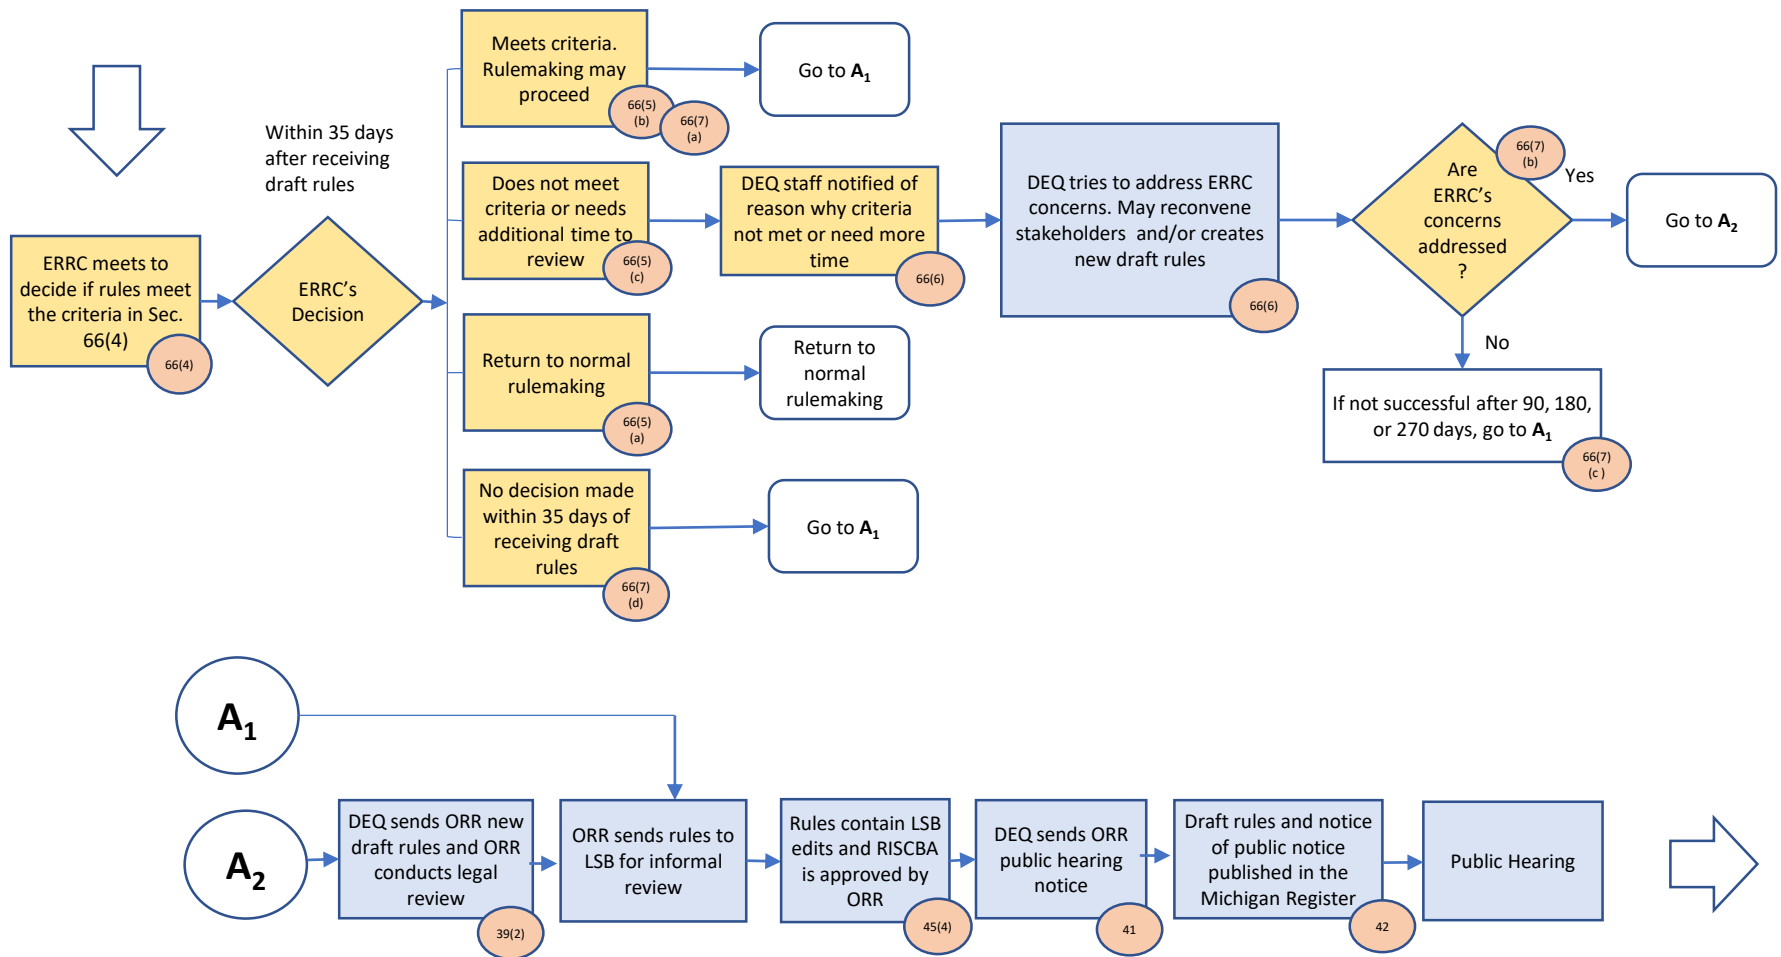 Meets criteria.
Rulemaking may
proceed
66(5)
(b)
66(7)
(a)
Go to A1
Within 35 days
after receiving
draft rules
ERRC meets to
decide if rules meet
the criteria in Sec.
66(4)
66(4)
ERRC's
Decision
Does not meet
criteria or needs
additional time to
review
66(5)
(c)
DEQ staff notified of
reason why criteria
not met or need more
time
66(6)
DEQ tries to address ERRC
concerns. May reconvene
stakeholders and/or creates
new draft rules
66(6)
Are
ERRC's
concerns
addressed
?
66(7)
(b)
Yes
Go to A2
No
If not successful after 90, 180,
or 270 days, go to A1
66(7)
(c )
Return to normal
rulemaking
66(5)
(a)
Return to
normal
rulemaking
No decision made
within 35 days of
receiving draft
rules
66(7)
(d)
Go to A1
A1
A2
DEQ sends ORR new
draft rules and ORR
conducts legal
review
39(2)
ORR sends rules to
LSB for informal
review
Rules contain LSB
edits and RISCBA
is approved by
ORR
45(4)
DEQ sends ORR
public hearing
notice
41
Draft rules and notice
of public notice
published in the
Michigan Register
42
Public Hearing